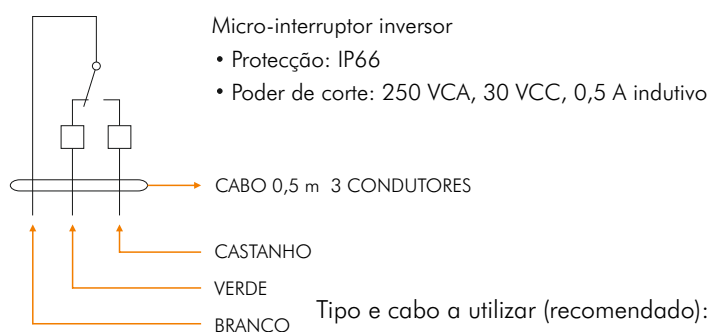 Micro-interruptor inversor
• Protecção: IP66
• Poder de corte: 250 VCA, 30 VCC, 0,5 A indutivo
CABO 0,5 m 3 CONDUTORES
CASTANHO
VERDE
BRANCO
Tipo e cabo a utilizar (recomendado):